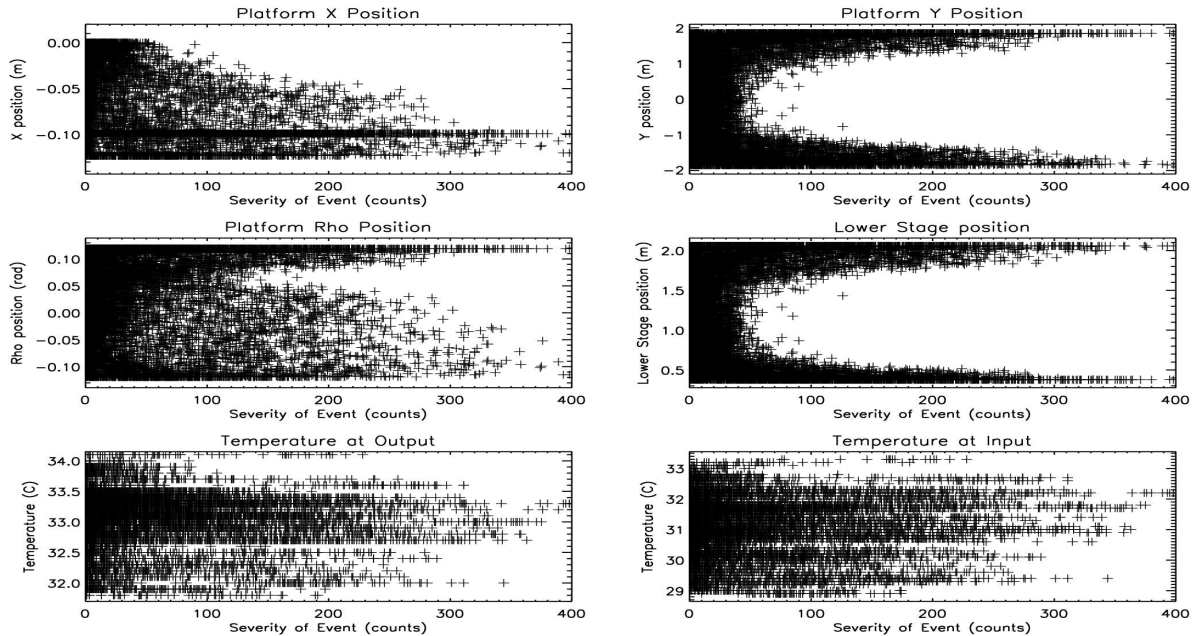 Platform X Position
X position (m)
0.00
−0.05
−0.10
0 100 200 300 400
Severity of Event (counts)
Platform Y Position
Y position (m)
2
1
0
−1
−2
0 100 200 300 400
Severity of Event (counts)
Platform Rho Position
Rho position (rad)
0.10
0.05
0.00
−0.05
−0.10
0 100 200 300 400
Severity of Event (counts)
Lower Stage position
Lower Stage position (m)
2.0
1.5
1.0
0.5
0 100 200 300 400
Severity of Event (counts)
Temperature at Output
Temperature (C)
34.0
33.5
33.0
32.5
32.0
0 100 200 300 400
Severity of Event (counts)
Temperature at Input
Temperature (C)
33
32
31
30
29
0 100 200 300 400
Severity of Event (counts)